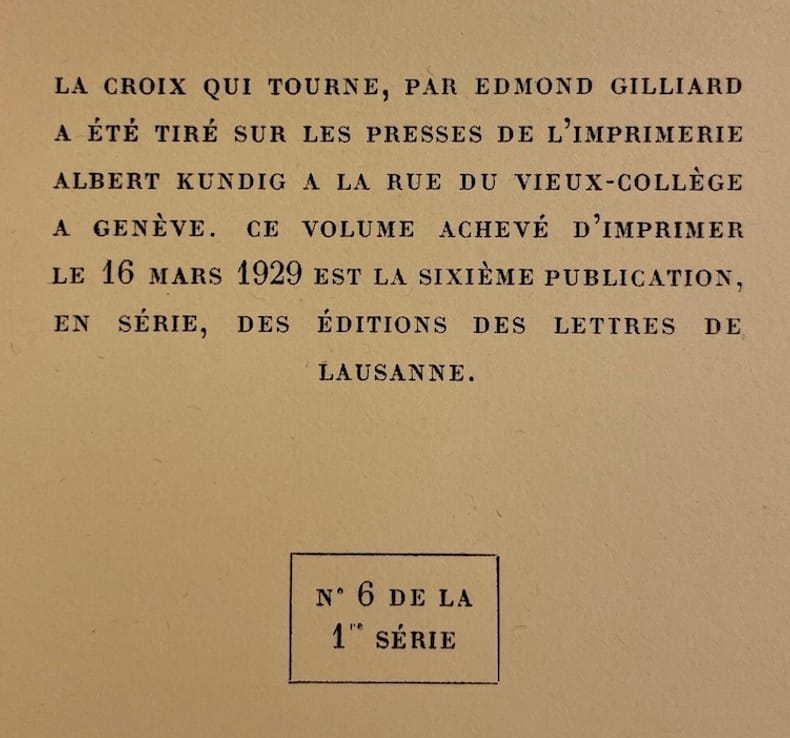 LA CROIX QUI TOURNE, PAR EDMOND GILLIARD
A ÉTÉ TIRÉ SUR LES PRESSES DE L'IMPRIMERIE
ALBERT KUNDIG A LA RUE DU VIEUX-COLLÈGE
A GENÈVE. CE VOLUME ACHEVÉ D'IMPRIMER
LE 16 MARS 1929 EST LA SIXIÈME PUBLICATION,
EN SÉRIE, DES ÉDITIONS DES LETTRES DE
LAUSANNE.
N° 6 DE LA
1re SÉRIE